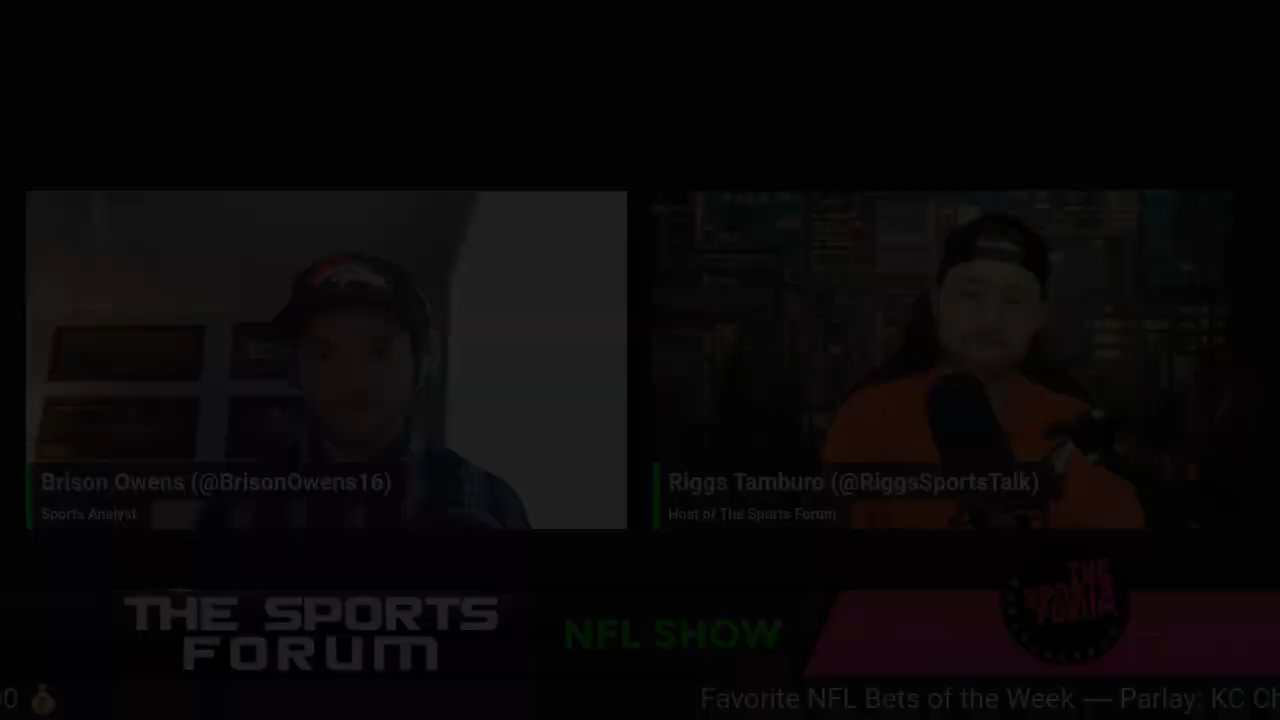 Brison Owens (@BrisonOwens16)
Sports Analyst
Riggs Tamburo (@RiggsSportsTalk)
Host of The Sports Forum
THE SPORTS
FORUM
NFL SHOW
THE
Favorite NFL Bets of the Week — Parlay: KC